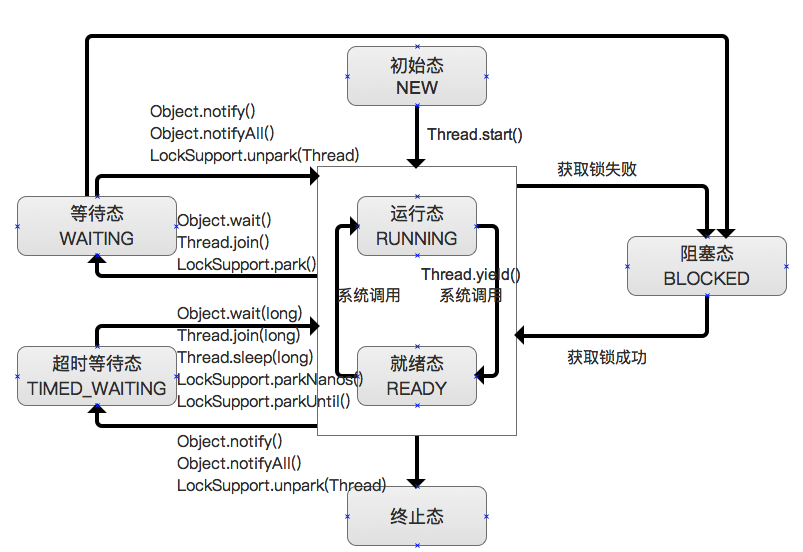 初始态
NEW
Object.notify()
Object.notifyAll()
LockSupport.unpark(Thread)
Thread.start()
获取锁失败
等待态
WAITING
Object.wait()
Thread.join()
LockSupport.park()
运行态
RUNNING
Thread.yield()
系统调用
系统调用
阻塞态
BLOCKED
Object.wait(long)
Thread.join(long)
Thread.sleep(long)
LockSupport.parkNanos()
LockSupport.parkUntil()
超时等待态
TIMED_WAITING
就绪态
READY
获取锁成功
Object.notify()
Object.notifyAll()
LockSupport.unpark(Thread)
终止态